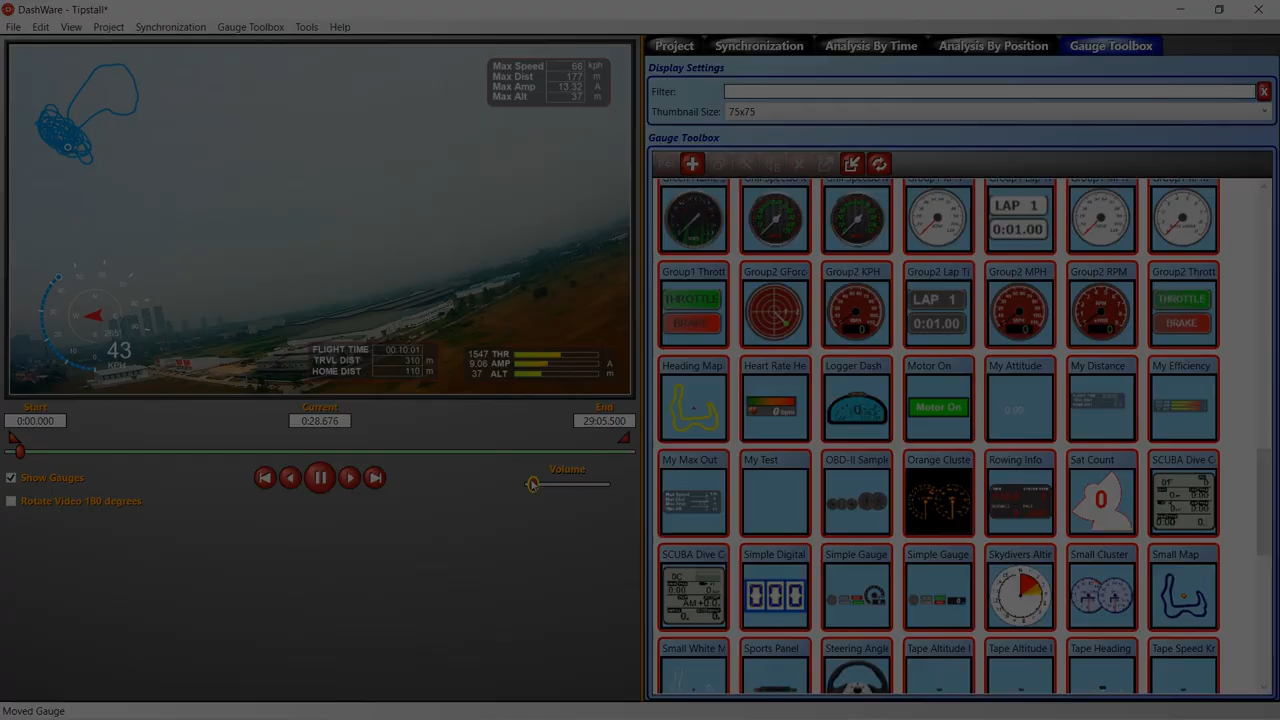 DashWare - Tipstall*
File Edit View Project Synchronization Gauge Toolbox Tools Help
Project Synchronization Analysis By Time Analysis By Position Gauge Toolbox
Display Settings
Filter:
Thumbnail Size: 75x75
Gauge Toolbox
Max Speed 66 kph
Max Dist 177 m
Max Amp 13.32 A
Max Alt 37 m
43
KPH
FLIGHT TIME 00:10:01
TRVL DIST 310 m
HOME DIST 110 m
1547 THR
9.06 AMP A
37 ALT m
Start Current End
0:00.000 0:28.676 29:05.500
Show Gauges
Rotate Video 180 degrees
Volume
LAP 1
0:01.00
Group1 Thrott Group2 GForc Group2 KPH Group2 Lap Ti Group2 MPH Group2 RPM Group2 Thrott
THROTTLE
BRAKE
LAP 1
0:01.00
THROTTLE
BRAKE
Heading Map Heart Rate He Logger Dash Motor On My Attitude My Distance My Efficiency
0 bpm
Motor On
0.00
My Max Out My Test OBD-II Sample Orange Cluste Rowing Info Sat Count SCUBA Dive C
0
SCUBA Dive C Simple Digital Simple Gauge Simple Gauge Skydivers Altir Small Cluster Small Map
Small White M Sports Panel Steering Angle Tape Altitude I Tape Altitude I Tape Heading Tape Speed Kr
Moved Gauge